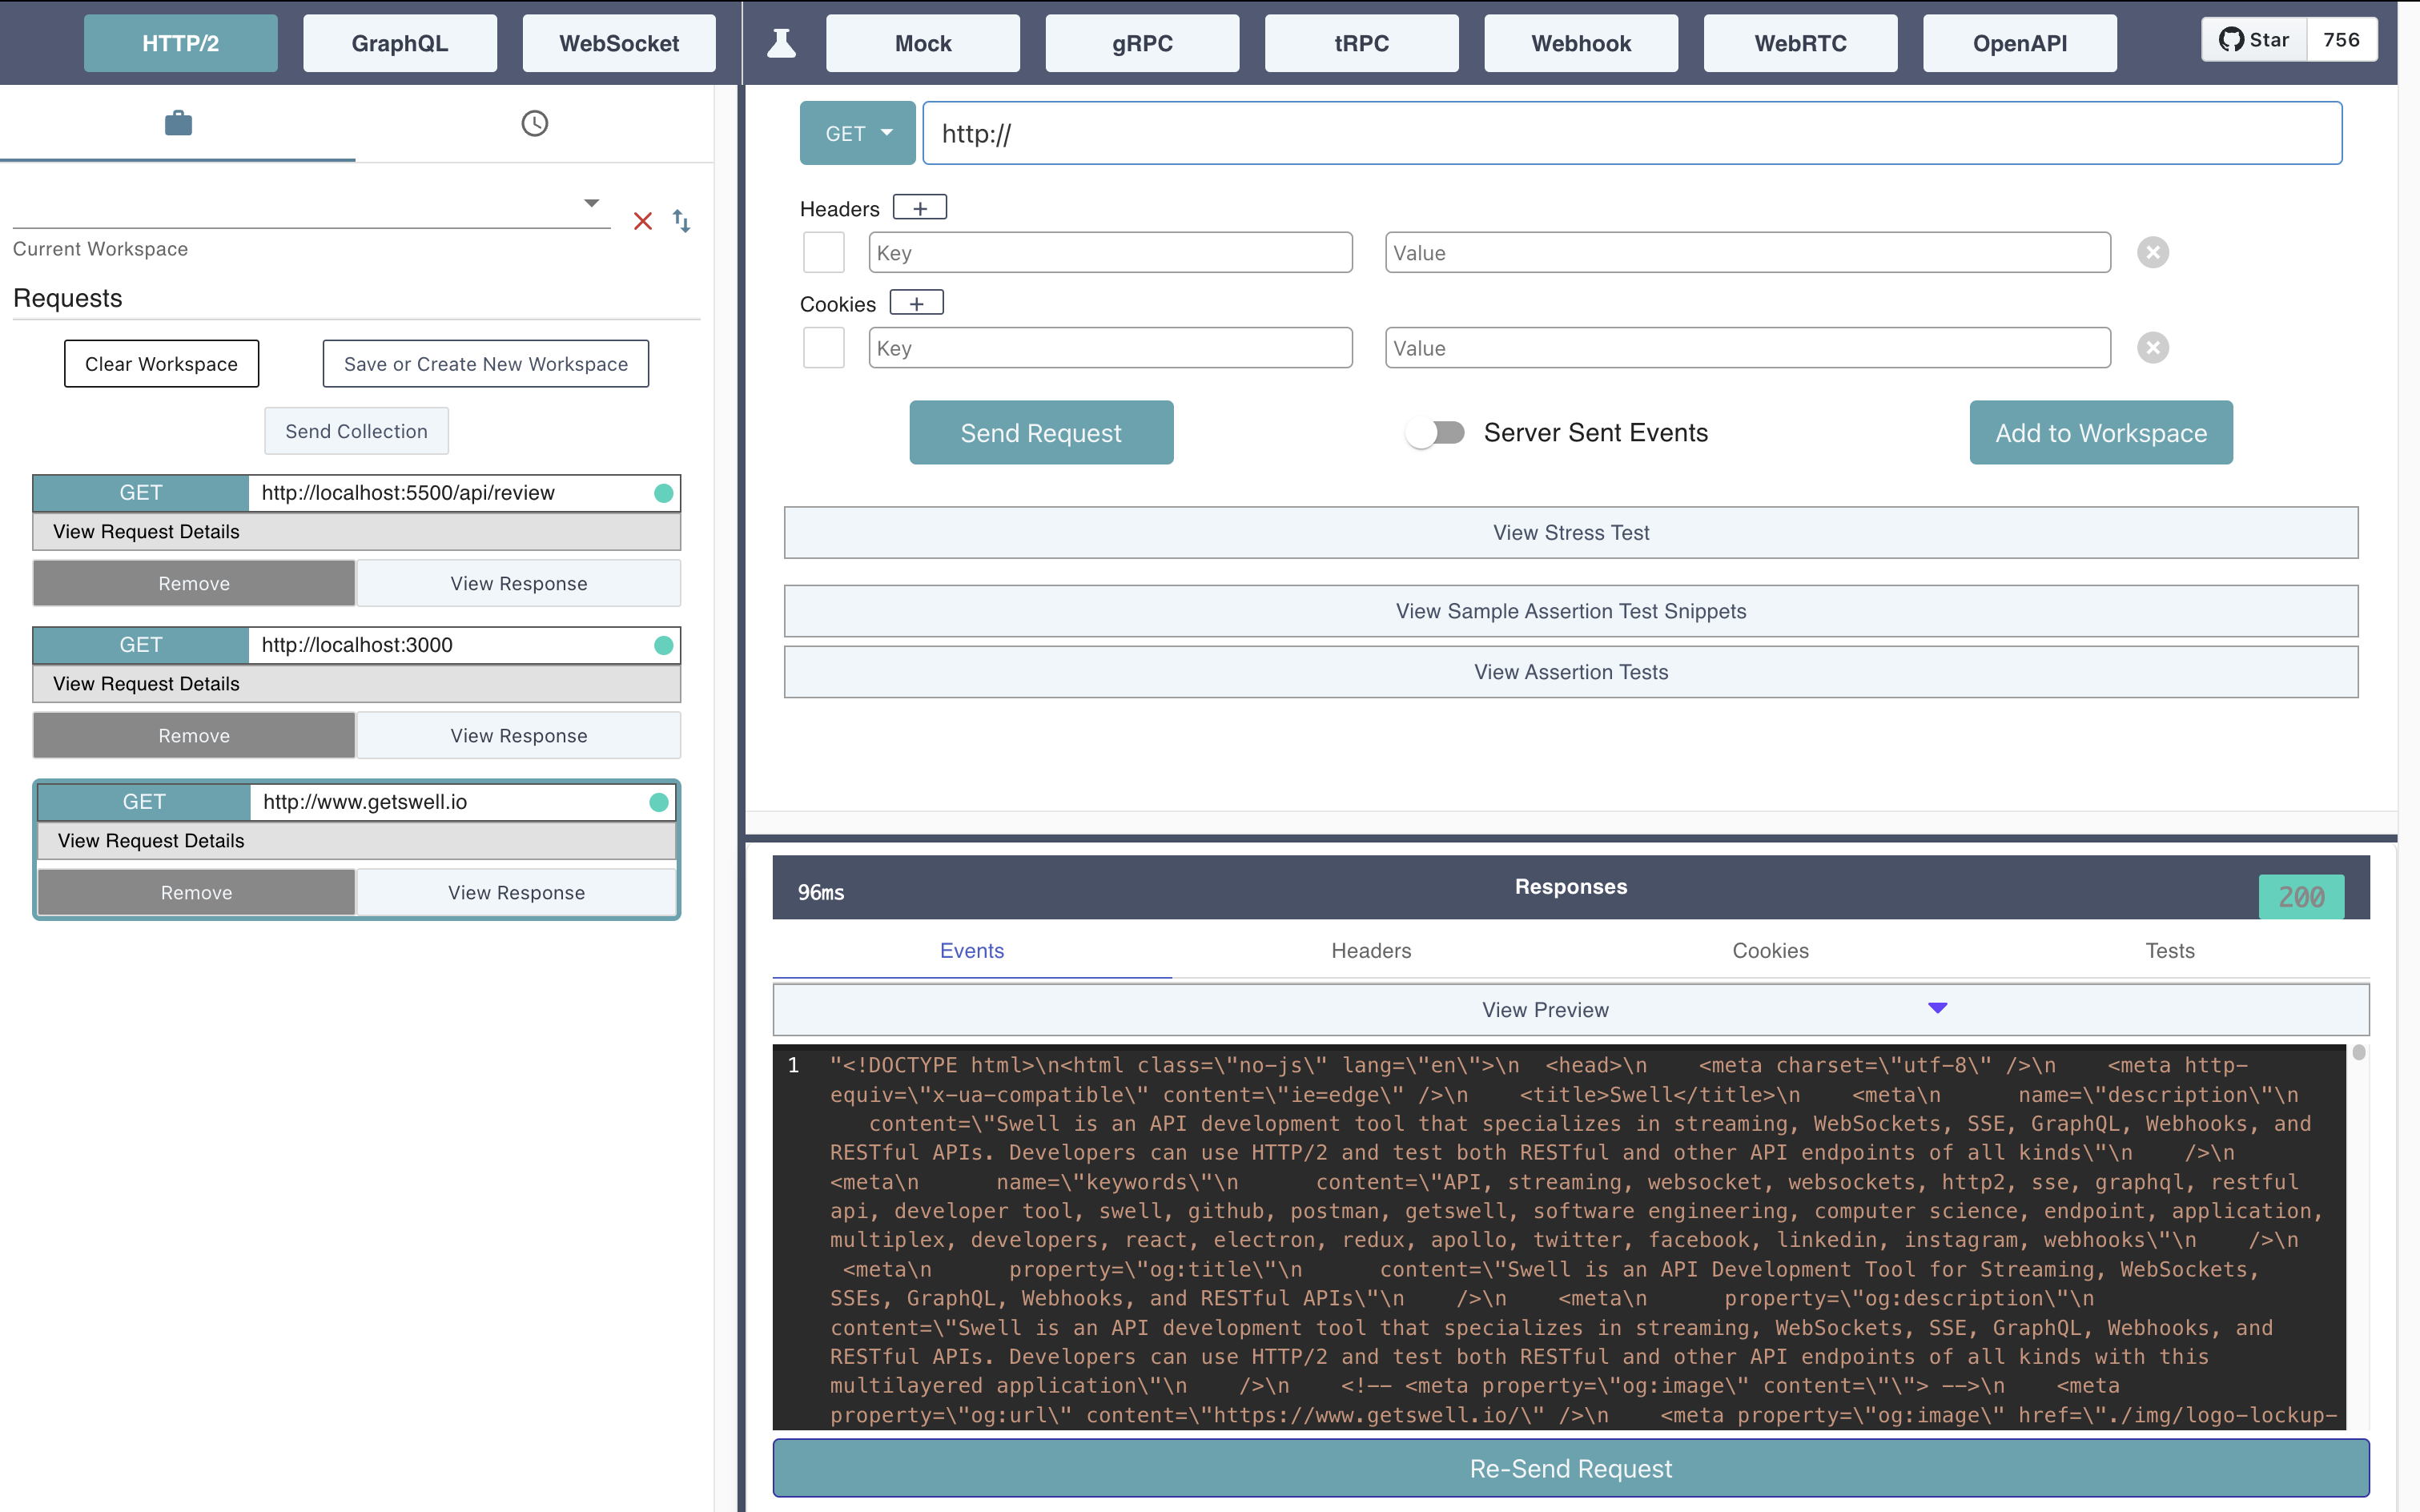 HTTP/2 GraphQL WebSocket Mock gRPC tRPC Webhook WebRTC OpenAPI Star 756
Current Workspace
Requests
Clear Workspace Save or Create New Workspace
Send Collection
GET http://localhost:5500/api/review
View Request Details
Remove View Response
GET http://localhost:3000
View Request Details
Remove View Response
GET http://www.getswell.io
View Request Details
Remove View Response
GET http://
Headers +
Key Value
Cookies +
Key Value
Send Request Server Sent Events Add to Workspace
View Stress Test
View Sample Assertion Test Snippets
View Assertion Tests
96ms Responses 200
Events Headers Cookies Tests
View Preview
1 "<!DOCTYPE html>\n<html class=\"no-js\" lang=\"en\">\n  <head>\n    <meta charset=\"utf-8\" />\n    <meta http-
equiv=\"x-ua-compatible\" content=\"ie=edge\" />\n    <title>Swell</title>\n    <meta\n      name=\"description\"\n
content=\"Swell is an API development tool that specializes in streaming, WebSockets, SSE, GraphQL, Webhooks, and
RESTful APIs. Developers can use HTTP/2 and test both RESTful and other API endpoints of all kinds\"\n    />\n
<meta\n      name=\"keywords\"\n      content=\"API, streaming, websocket, websockets, http2, sse, graphql, restful
api, developer tool, swell, github, postman, getswell, software engineering, computer science, endpoint, application,
multiplex, developers, react, electron, redux, apollo, twitter, facebook, linkedin, instagram, webhooks\"\n    />\n
<meta\n      property=\"og:title\"\n      content=\"Swell is an API Development Tool for Streaming, WebSockets,
SSEs, GraphQL, Webhooks, and RESTful APIs\"\n    />\n    <meta\n      property=\"og:description\"\n
content=\"Swell is an API development tool that specializes in streaming, WebSockets, SSE, GraphQL, Webhooks, and
RESTful APIs. Developers can use HTTP/2 and test both RESTful and other API endpoints of all kinds with this
multilayered application\"\n    />\n    <!-- <meta property=\"og:image\" content=\"\"> -->\n    <meta
property=\"og:url\" content=\"https://www.getswell.io/\" />\n    <meta property=\"og:image\" href=\"./img/logo-lockup-
Re-Send Request